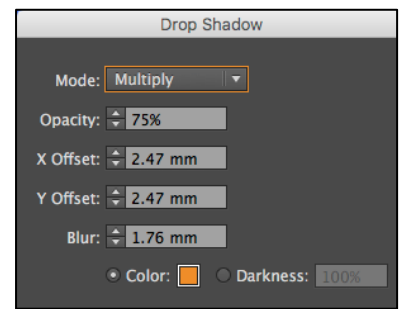 Drop Shadow
Mode: Multiply
Opacity: 75%
X Offset: 2.47 mm
Y Offset: 2.47 mm
Blur: 1.76 mm
Color: Darkness: 100%